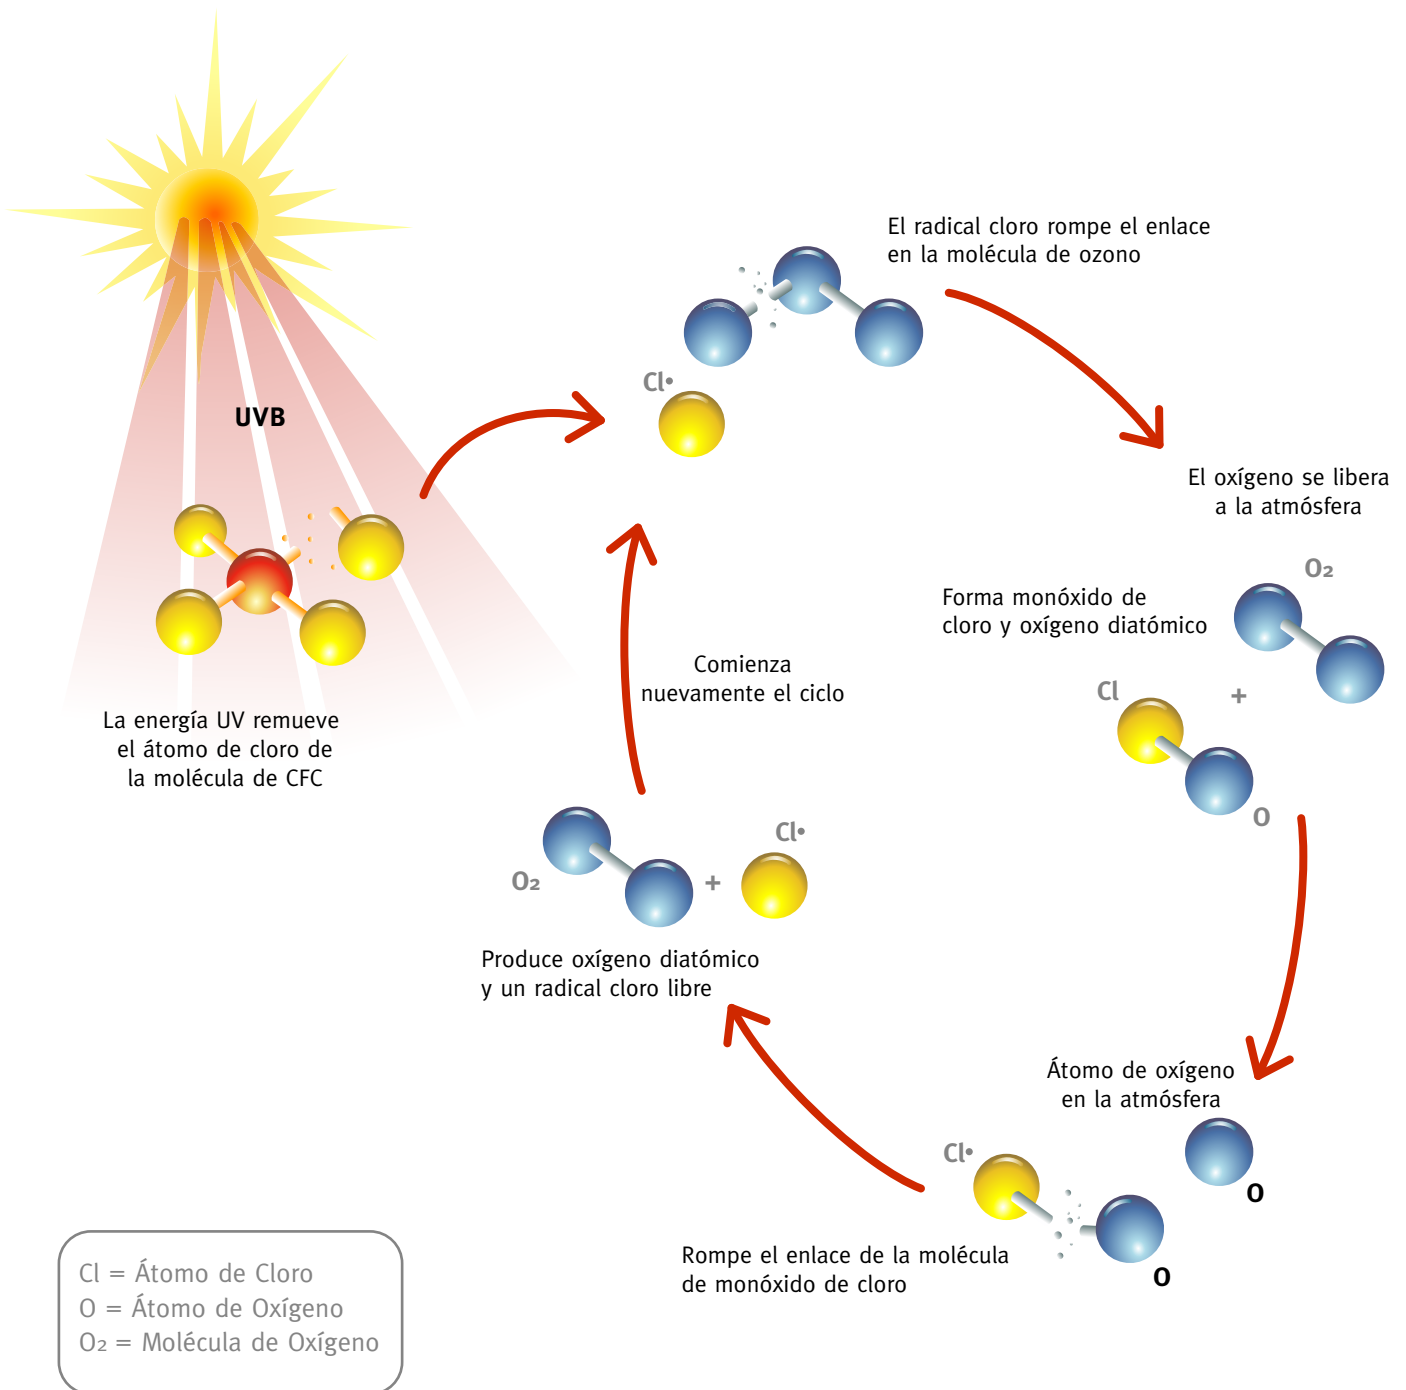 El radical cloro rompe el enlace
en la molécula de ozono
Cl•
UVB
El oxígeno se libera
a la atmósfera
O₂
Forma monóxido de
cloro y oxígeno diatómico
Cl
+
O
Comienza
nuevamente el ciclo
La energía UV remueve
el átomo de cloro de
la molécula de CFC
Cl•
O₂
+
Produce oxígeno diatómico
y un radical cloro libre
Átomo de oxígeno
en la atmósfera
Cl•
O
O
Rompe el enlace de la molécula
de monóxido de cloro
Cl = Átomo de Cloro
O = Átomo de Oxígeno
O₂ = Molécula de Oxígeno